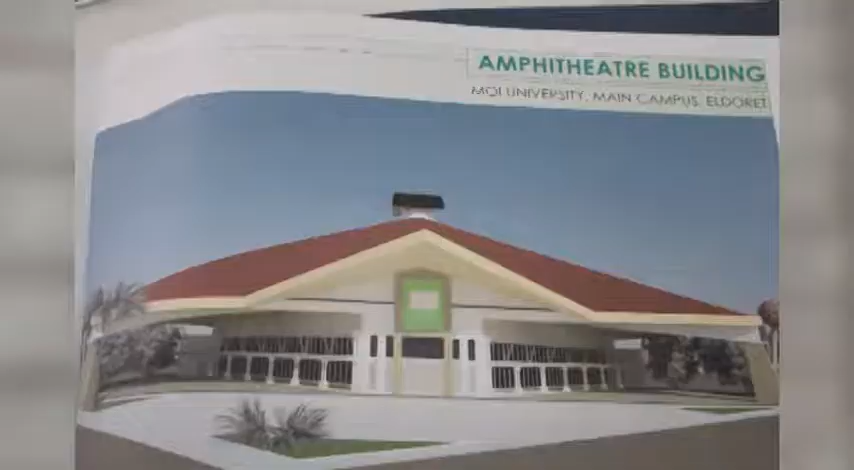 AMPHITHEATRE BUILDING
MOI UNIVERSITY, MAIN CAMPUS, ELDORET